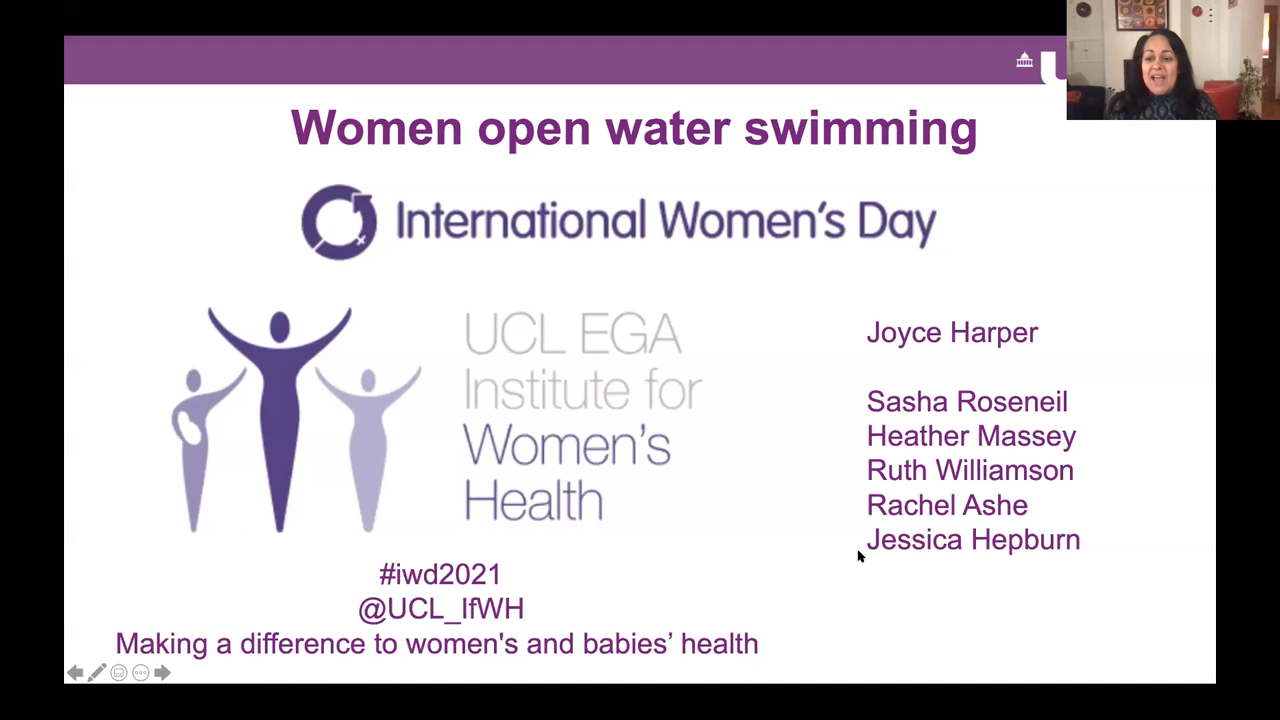 Women open water swimming
International Women's Day
UCL EGA
Institute for
Women's
Health
Joyce Harper
Sasha Roseneil
Heather Massey
Ruth Williamson
Rachel Ashe
Jessica Hepburn
#iwd2021
@UCL_IfWH
Making a difference to women's and babies’ health